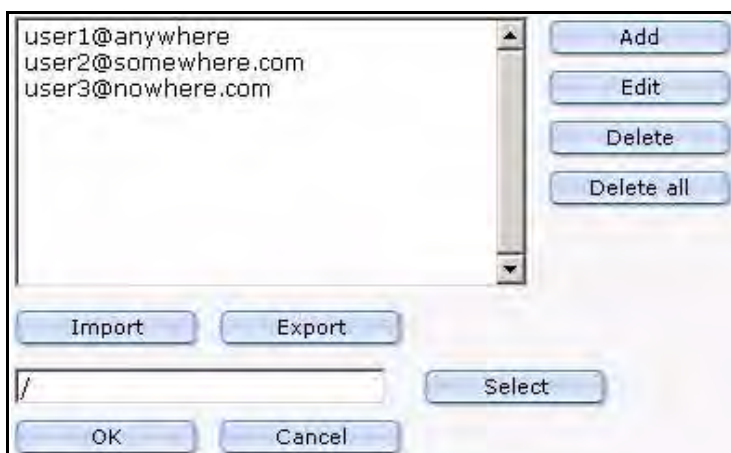 user1@anywhere
user2@somewhere.com
user3@nowhere.com
Add
Edit
Delete
Delete all
Import Export
/ Select
OK Cancel